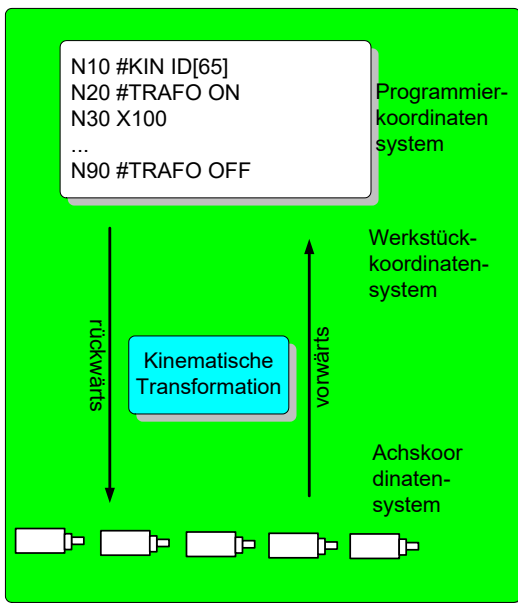 N10 #KIN ID[65]
N20 #TRAFO ON
N30 X100
...
N90 #TRAFO OFF
Programmier-
koordinaten
system
Werkstück-
koordinaten-
system
rückwärts
Kinematische
Transformation
vorwärts
Achskoor
dinaten-
system